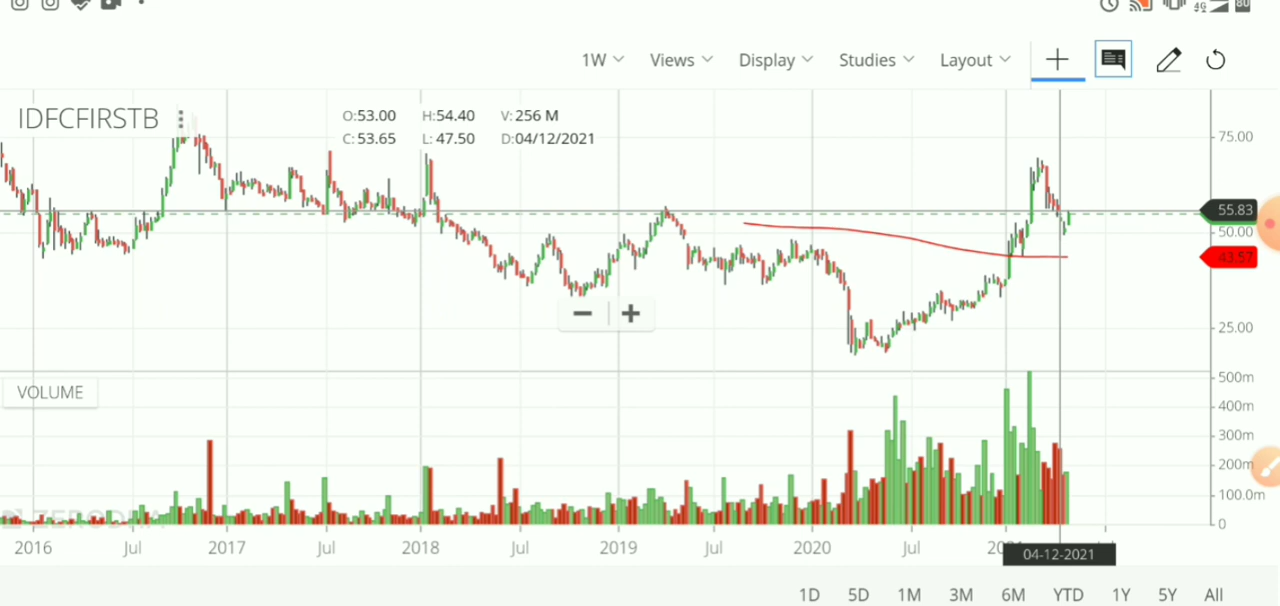 4G 80
1W Views Display Studies Layout
IDFCFIRSTB
O:53.00 H:54.40 V:256 M
C:53.65 L:47.50 D:04/12/2021
75.00
55.83
50.00
43.57
25.00
VOLUME
500m
400m
300m
200m
100.0m
0
2016 Jul 2017 Jul 2018 Jul 2019 Jul 2020 Jul
04-12-2021
1D 5D 1M 3M 6M YTD 1Y 5Y All